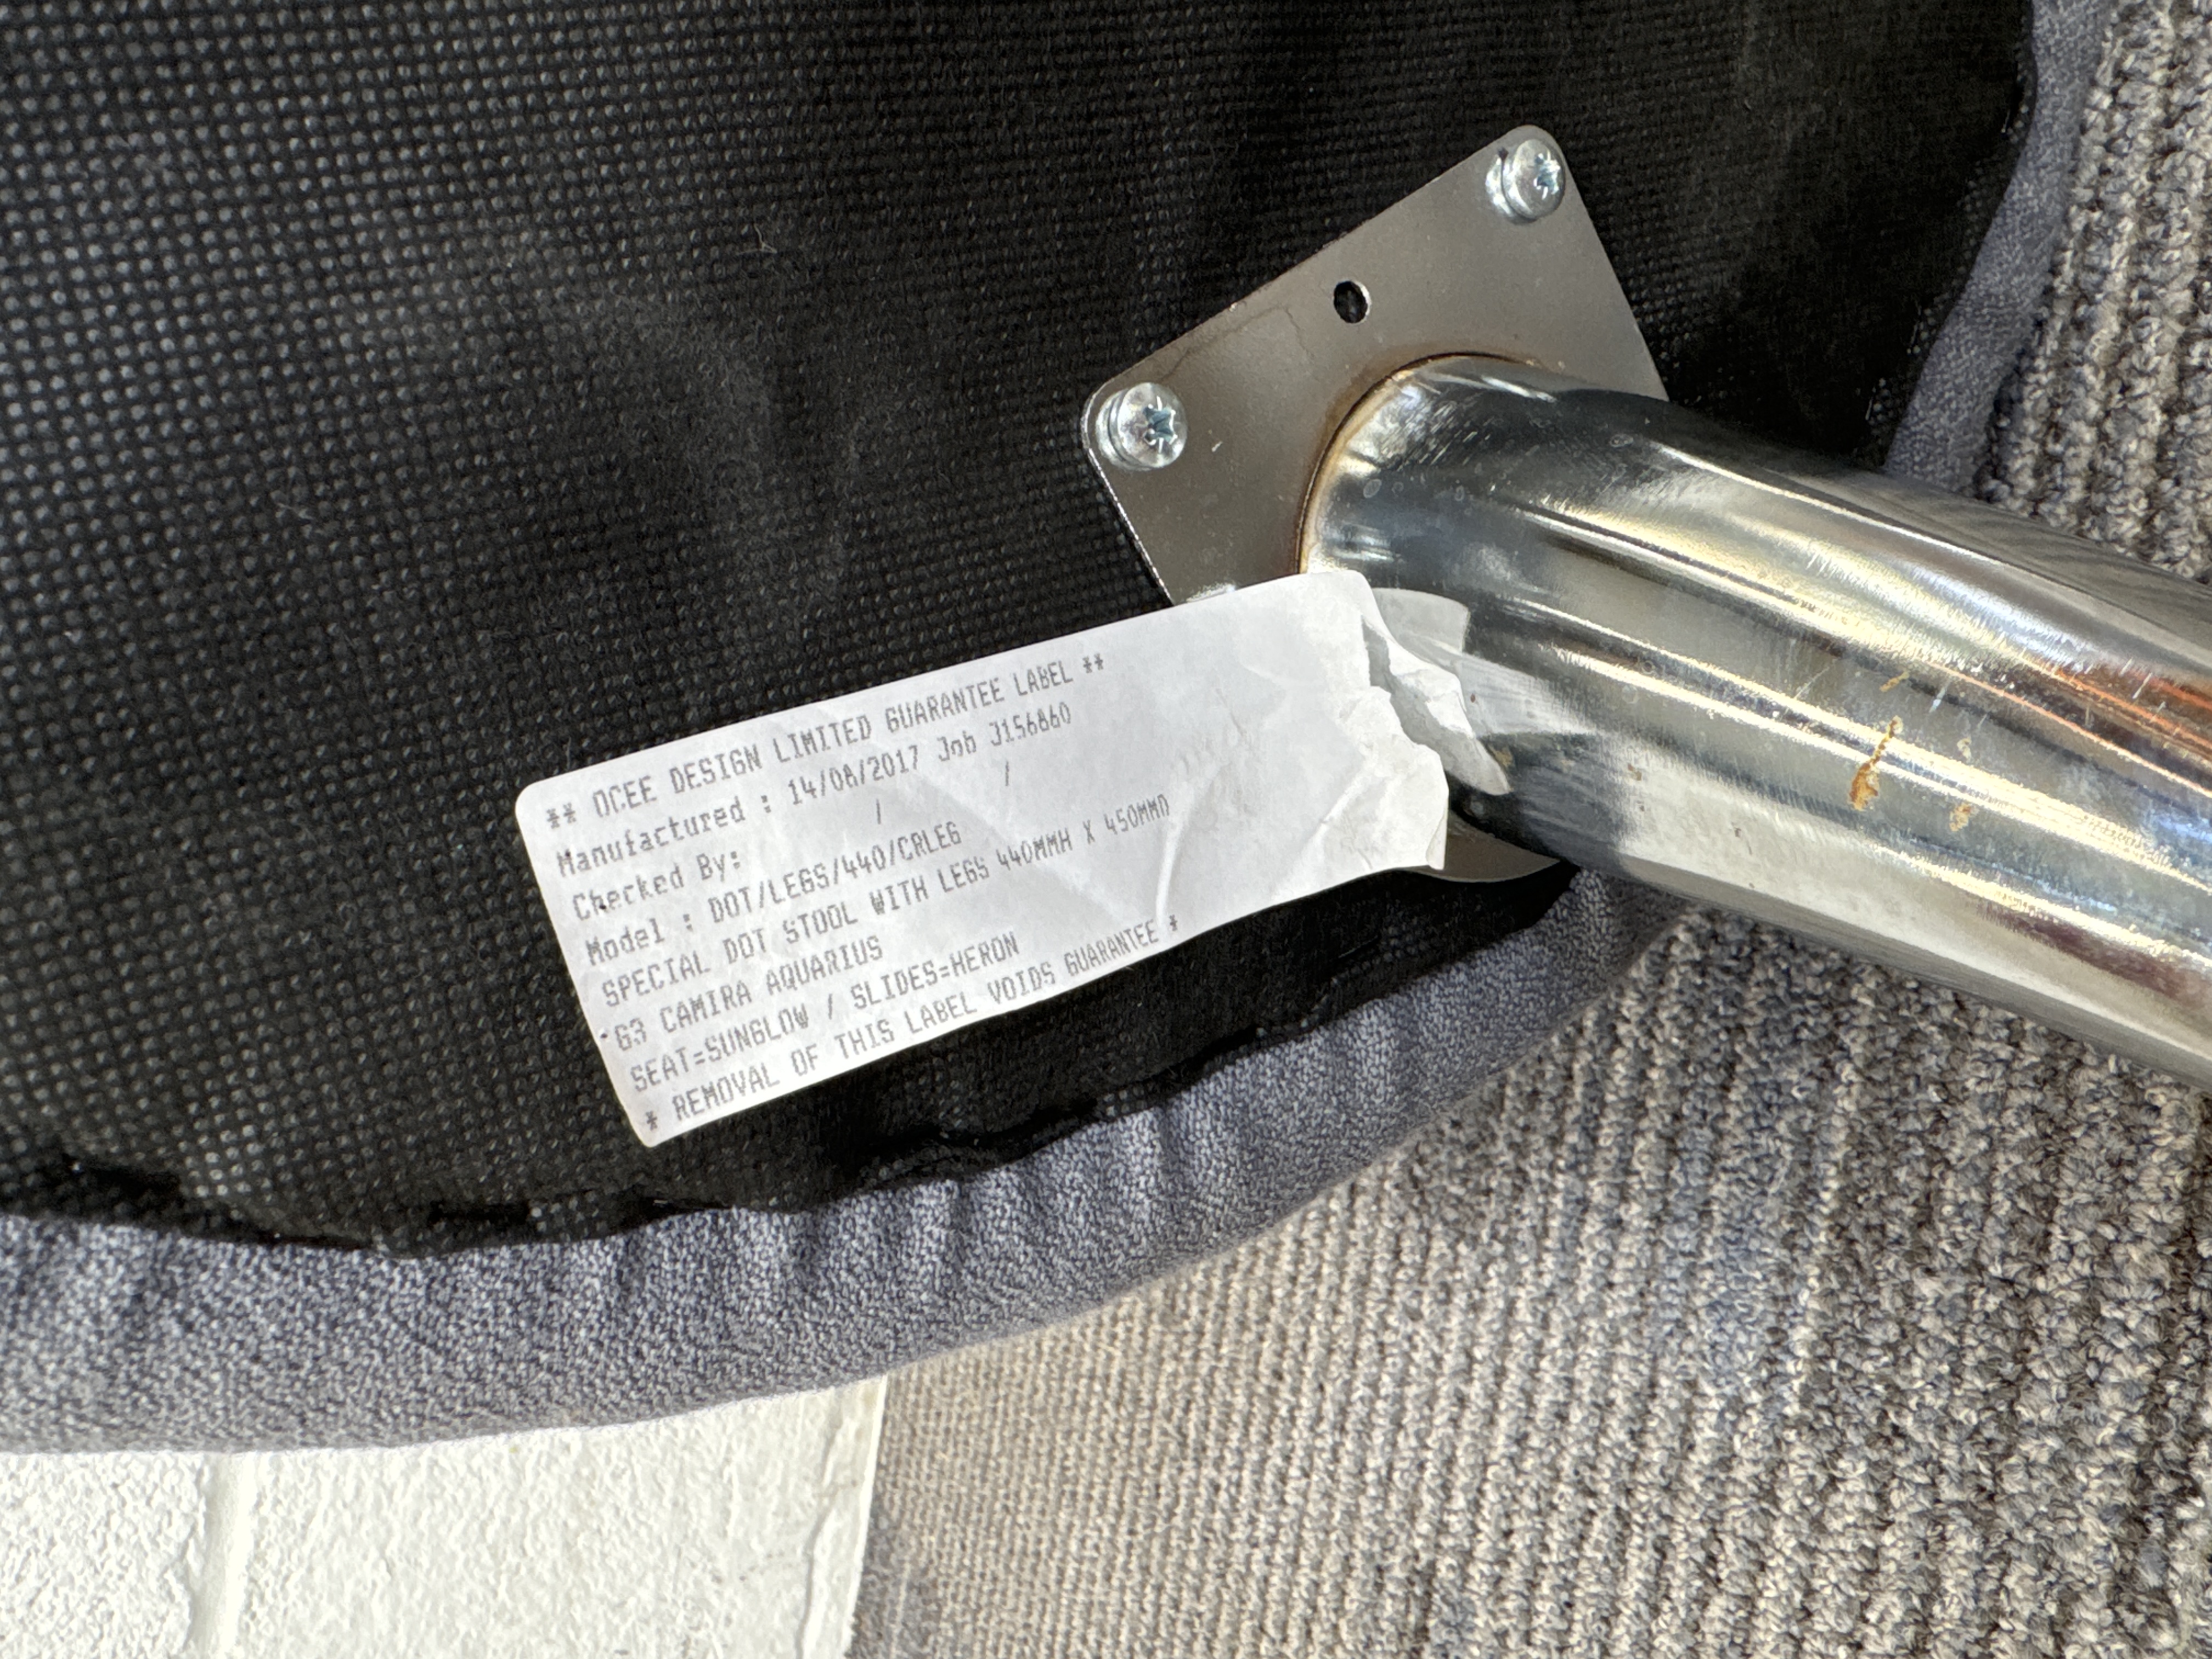 ** OCEE DESIGN LIMITED GUARANTEE LABEL **
Manufactured : 14/08/2017 Job J156860
Checked By: / /
Model : DOT/LEGS/440/CRLEG
SPECIAL DOT STOOL WITH LEGS 440MMH X 450MMD
G3 CAMIRA AQUARIUS
SEAT=SUNGLOW / SLIDES=HERON
* REMOVAL OF THIS LABEL VOIDS GUARANTEE *